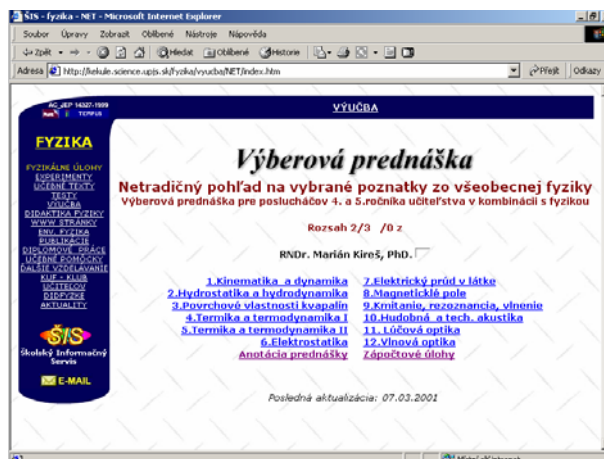 ŠIS - fyzika - NET - Microsoft Internet Explorer
Soubor Úpravy Zobrazit Oblíbené Nástroje Nápověda
Zpět Hledat Oblíbené Historie
Adresa http://kekule.science.upjs.sk/fyzika/vyucba/NET/index.htm Přejít Odkazy
AC_JEP 14327-1999
TEMPUS
VÝUČBA
FYZIKA
FYZIKÁLNE ÚLOHY
EXPERIMENTY
UČEBNÉ TEXTY
TESTY
VÝUČBA
DIDAKTIKA FYZIKY
WWW STRÁNKY
ENV. FYZIKA
PUBLIKÁCIE
DIPLOMOVÉ PRÁCE
UČEBNÉ POMÔCKY
ĎALŠIE VZDELÁVANIE
KUF - KLUB
UČITEĽOV
DIDFYZKE
AKTUALITY
ŠIS
Školský Informačný
Servis
E-MAIL
Výberová prednáška
Netradičný pohľad na vybrané poznatky zo všeobecnej fyziky
Výberová prednáška pre poslucháčov 4. a 5.ročníka učiteľstva v kombinácii s fyzikou
Rozsah 2/3 /0 z
RNDr. Marián Kireš, PhD.
1.Kinematika a dynamika
2.Hydrostatika a hydrodynamika
3.Povrchové vlastnosti kvapalín
4.Termika a termodynamika I
5.Termika a termodynamika II
6.Elektrostatika
Anotácia prednášky
7.Elektrický prúd v látke
8.Magnetické pole
9.Kmitanie, rezonancia, vlnenie
10.Hudobná a tech. akustika
11. Lúčová optika
12.Vlnová optika
Zápočtové úlohy
Posledná aktualizácia: 07.03.2001